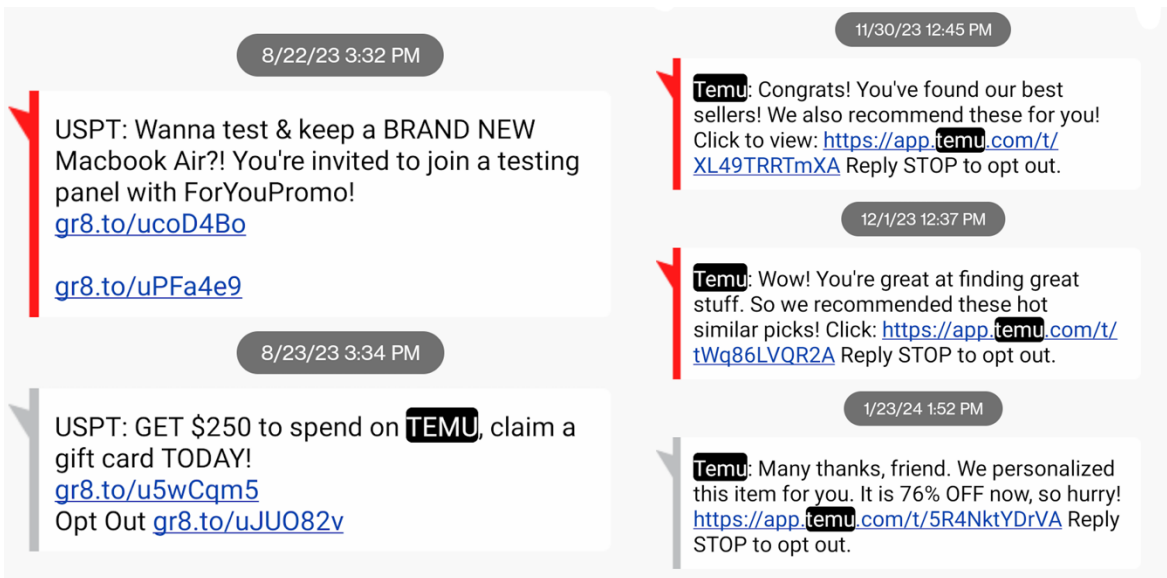 8/22/23 3:32 PM
USPT: Wanna test & keep a BRAND NEW
Macbook Air?! You're invited to join a testing
panel with ForYouPromo!
gr8.to/ucoD4Bo
gr8.to/uPFa4e9
8/23/23 3:34 PM
USPT: GET $250 to spend on TEMU, claim a
gift card TODAY!
gr8.to/u5wCqm5
Opt Out gr8.to/uJUO82v
11/30/23 12:45 PM
Temu: Congrats! You've found our best
sellers! We also recommend these for you!
Click to view: https://app.temu.com/t/
XL49TRRTmXA Reply STOP to opt out.
12/1/23 12:37 PM
Temu: Wow! You're great at finding great
stuff. So we recommended these hot
similar picks! Click: https://app.temu.com/t/
tWq86LVQR2A Reply STOP to opt out.
1/23/24 1:52 PM
Temu: Many thanks, friend. We personalized
this item for you. It is 76% OFF now, so hurry!
https://app.temu.com/t/5R4NktYDrVA Reply
STOP to opt out.